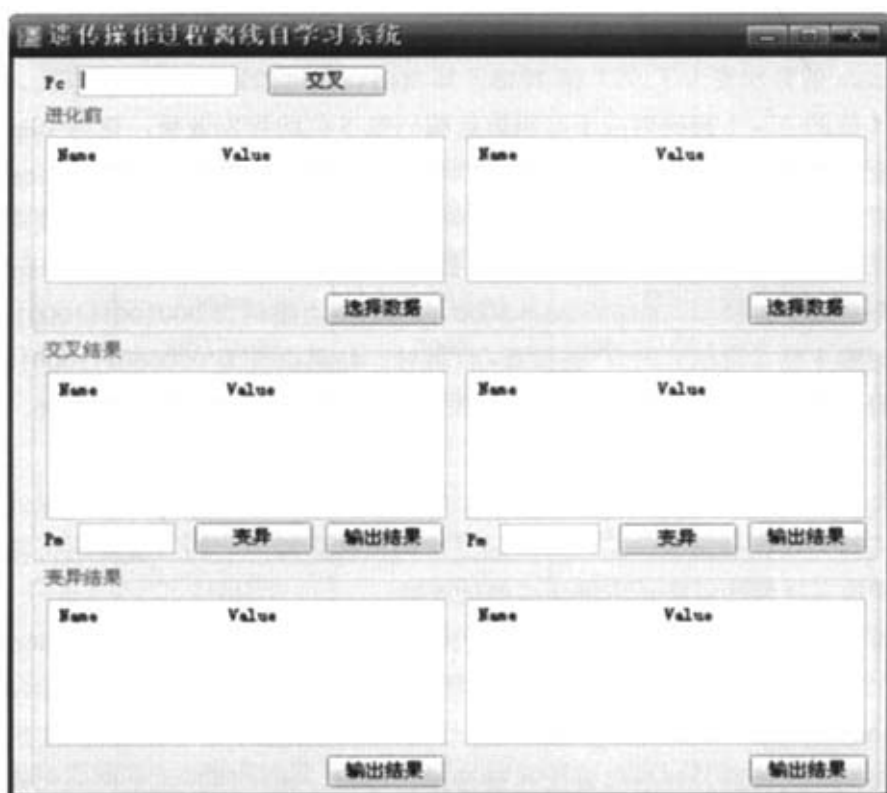 遗传操作过程离线自学习系统
Pc 交叉
进化前
Name Value Name Value
选择数据 选择数据
交叉结果
Name Value Name Value
Pm 变异 输出结果 Pm 变异 输出结果
变异结果
Name Value Name Value
输出结果 输出结果